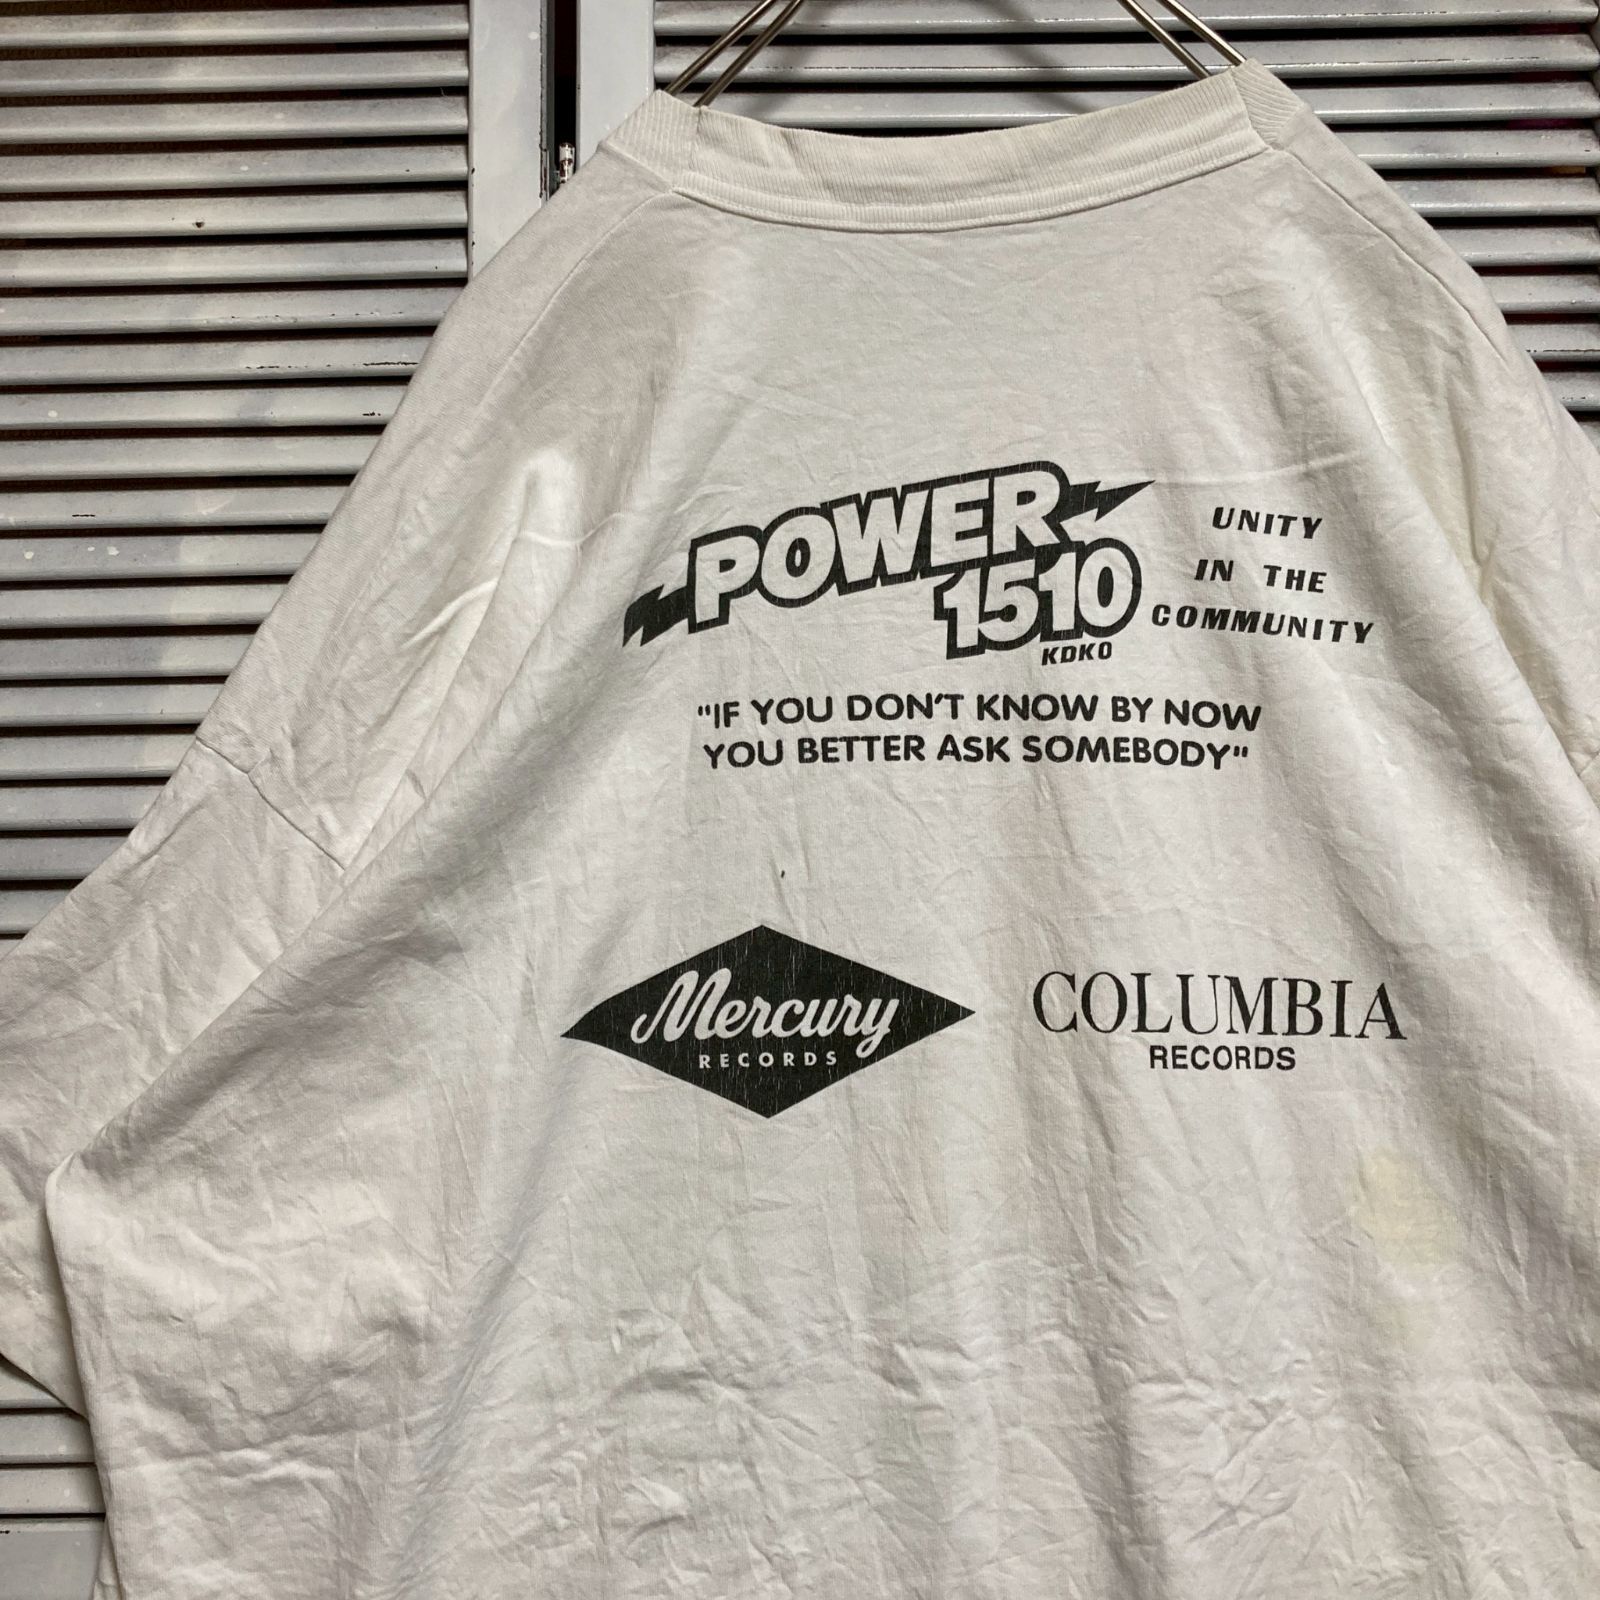 POWER
1510
KDKO
UNITY
IN THE
COMMUNITY
"IF YOU DON'T KNOW BY NOW
YOU BETTER ASK SOMEBODY"
Mercury
RECORDS
COLUMBIA
RECORDS